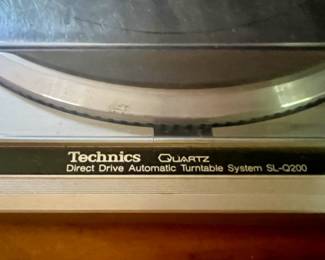 Technics QUARTZ
Direct Drive Automatic Turntable System SL-Q200